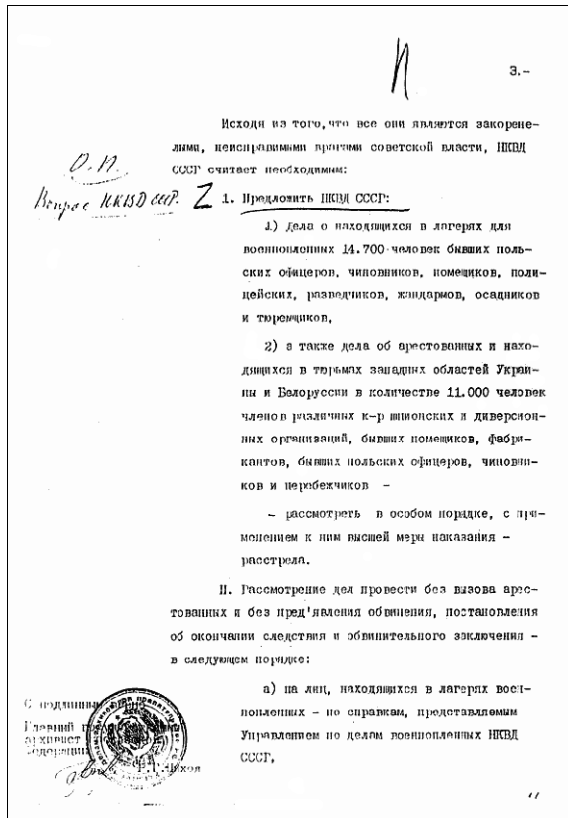 3.-
Исходя из того, что все они являются закорене-
лыми, неисправимыми врагами советской власти, НКВД
СССР считает необходимым:
О.П.
Вопрос НКВД СССР.
1. Предложить НКВД СССР:
1) Дела о находящихся в лагерях для
военнопленных 14.700 человек бывших поль-
ских офицеров, чиновников, помещиков, поли-
цейских, разведчиков, жандармов, осадников
и тюремщиков,
2) а также дела об арестованных и нахо-
дящихся в тюрьмах западных областей Украи-
ны и Белоруссии в количестве 11.000 человек
членов различных к-р шпионских и диверсион-
ных организаций, бывших помещиков, фабри-
кантов, бывших польских офицеров, чиновни-
ков и перебежчиков -
- рассмотреть в особом порядке, с при-
менением к ним высшей меры наказания -
расстрела.
II. Рассмотрение дел провести без вызова арес-
тованных и без пред'явления обвинения, постановления
об окончании следствия и обвинительного заключения -
в следующем порядке:
а) на лиц, находящихся в лагерях воен-
нопленных - по справкам, представляемым
Управлением по делам военнопленных НКВД
СССР,